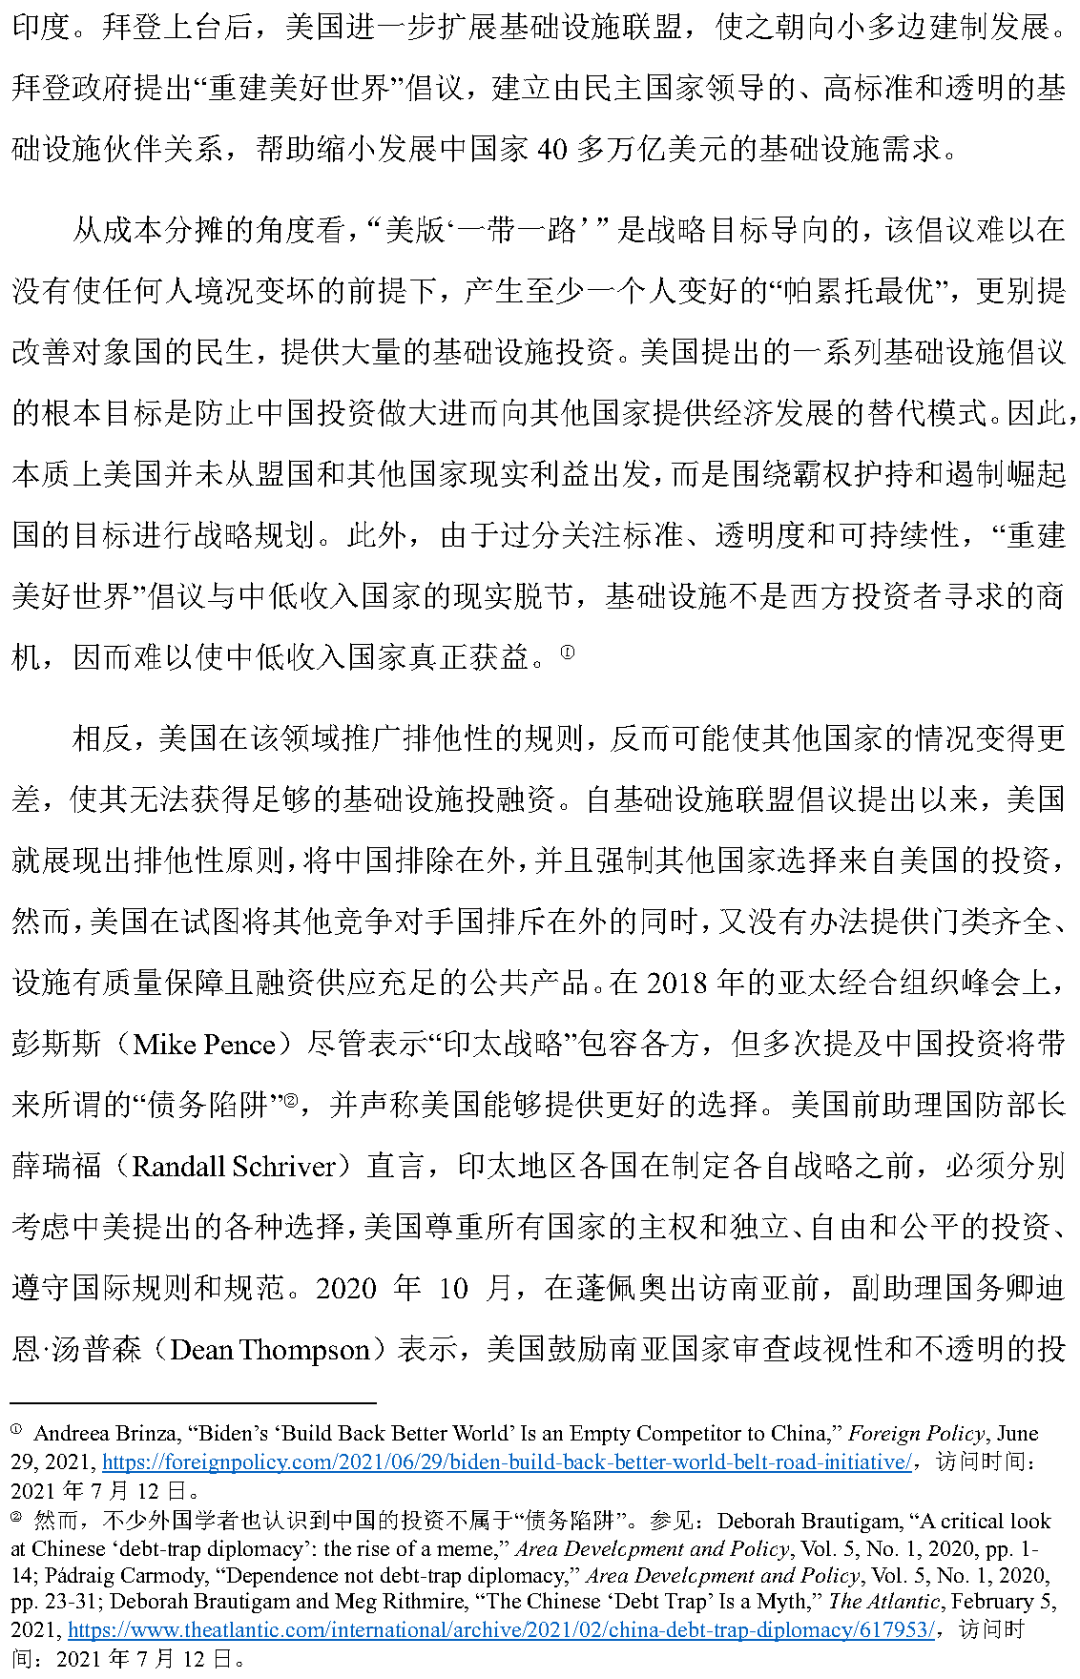 印度。拜登上台后，美国进一步扩展基础设施联盟，使之朝向小多边建制发展。
拜登政府提出“重建美好世界”倡议，建立由民主国家领导的、高标准和透明的基
础设施伙伴关系，帮助缩小发展中国家 40 多万亿美元的基础设施需求。
从成本分摊的角度看，“美版‘一带一路’”是战略目标导向的，该倡议难以在
没有使任何人境况变坏的前提下，产生至少一个人变好的“帕累托最优”，更别提
改善对象国的民生，提供大量的基础设施投资。美国提出的一系列基础设施倡议
的根本目标是防止中国投资做大进而向其他国家提供经济发展的替代模式。因此，
本质上美国并未从盟国和其他国家现实利益出发，而是围绕霸权护持和遏制崛起
国的目标进行战略规划。此外，由于过分关注标准、透明度和可持续性，“重建
美好世界”倡议与中低收入国家的现实脱节，基础设施不是西方投资者寻求的商
机，因而难以使中低收入国家真正获益。①
相反，美国在该领域推广排他性的规则，反而可能使其他国家的情况变得更
差，使其无法获得足够的基础设施投融资。自基础设施联盟倡议提出以来，美国
就展现出排他性原则，将中国排除在外，并且强制其他国家选择来自美国的投资，
然而，美国在试图将其他竞争对手国排斥在外的同时，又没有办法提供门类齐全、
设施有质量保障且融资供应充足的公共产品。在 2018 年的亚太经合组织峰会上，
彭斯斯（Mike Pence）尽管表示“印太战略”包容各方，但多次提及中国投资将带
来所谓的“债务陷阱”②，并声称美国能够提供更好的选择。美国前助理国防部长
薛瑞福（Randall Schriver）直言，印太地区各国在制定各自战略之前，必须分别
考虑中美提出的各种选择，美国尊重所有国家的主权和独立、自由和公平的投资、
遵守国际规则和规范。2020 年 10 月，在蓬佩奥出访南亚前，副助理国务卿迪
恩·汤普森（Dean Thompson）表示，美国鼓励南亚国家审查歧视性和不透明的投
① Andreea Brinza, “Biden’s ‘Build Back Better World’ Is an Empty Competitor to China,” Foreign Policy, June
29, 2021, https://foreignpolicy.com/2021/06/29/biden-build-back-better-world-belt-road-initiative/，访问时间：
2021 年 7 月 12 日。
② 然而，不少外国学者也认识到中国的投资不属于“债务陷阱”。参见：Deborah Brautigam, “A critical look
at Chinese ‘debt-trap diplomacy’: the rise of a meme,” Area Development and Policy, Vol. 5, No. 1, 2020, pp. 1-
14; Pádraig Carmody, “Dependence not debt-trap diplomacy,” Area Development and Policy, Vol. 5, No. 1, 2020,
pp. 23-31; Deborah Brautigam and Meg Rithmire, “The Chinese ‘Debt Trap’ Is a Myth,” The Atlantic, February 5,
2021, https://www.theatlantic.com/international/archive/2021/02/china-debt-trap-diplomacy/617953/，访问时
间：2021 年 7 月 12 日。